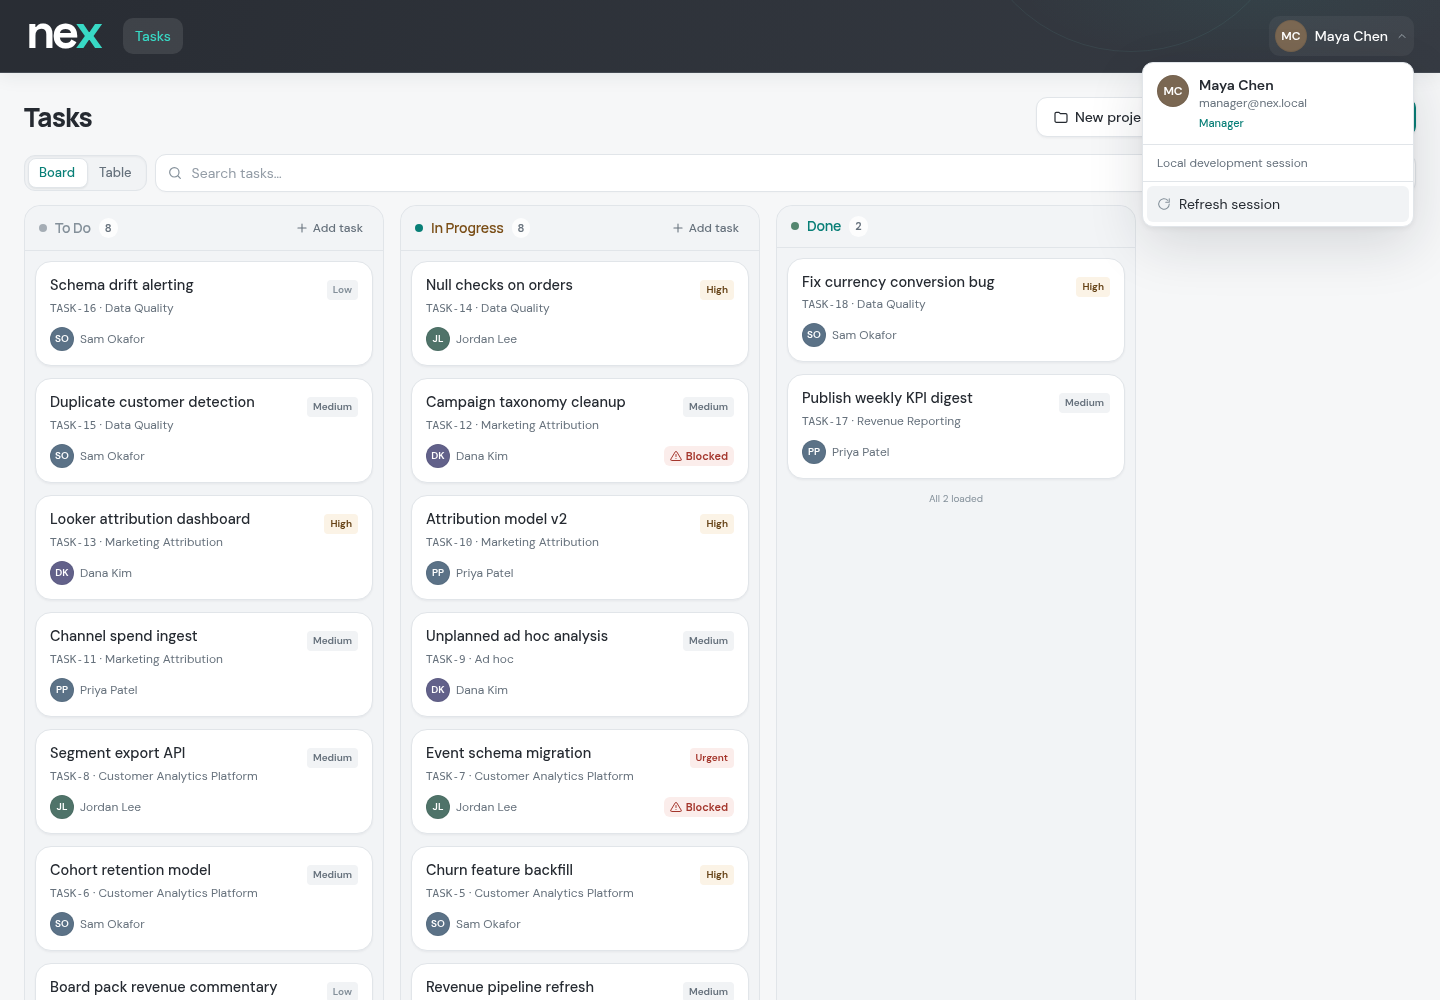 nex
Tasks
MC Maya Chen
MC Maya Chen
manager@nex.local
Manager
Local development session
Refresh session
Tasks
New proje
Board Table
Search tasks...
To Do 8 Add task
Schema drift alerting Low
TASK-16 · Data Quality
SO Sam Okafor
Duplicate customer detection Medium
TASK-15 · Data Quality
SO Sam Okafor
Looker attribution dashboard High
TASK-13 · Marketing Attribution
DK Dana Kim
Channel spend ingest Medium
TASK-11 · Marketing Attribution
PP Priya Patel
Segment export API Medium
TASK-8 · Customer Analytics Platform
JL Jordan Lee
Cohort retention model Medium
TASK-6 · Customer Analytics Platform
SO Sam Okafor
Board pack revenue commentary Low
In Progress 8 Add task
Null checks on orders High
TASK-14 · Data Quality
JL Jordan Lee
Campaign taxonomy cleanup Medium
TASK-12 · Marketing Attribution
DK Dana Kim Blocked
Attribution model v2 High
TASK-10 · Marketing Attribution
PP Priya Patel
Unplanned ad hoc analysis Medium
TASK-9 · Ad hoc
DK Dana Kim
Event schema migration Urgent
TASK-7 · Customer Analytics Platform
JL Jordan Lee Blocked
Churn feature backfill High
TASK-5 · Customer Analytics Platform
SO Sam Okafor
Revenue pipeline refresh Medium
Done 2
Fix currency conversion bug High
TASK-18 · Data Quality
SO Sam Okafor
Publish weekly KPI digest Medium
TASK-17 · Revenue Reporting
PP Priya Patel
All 2 loaded